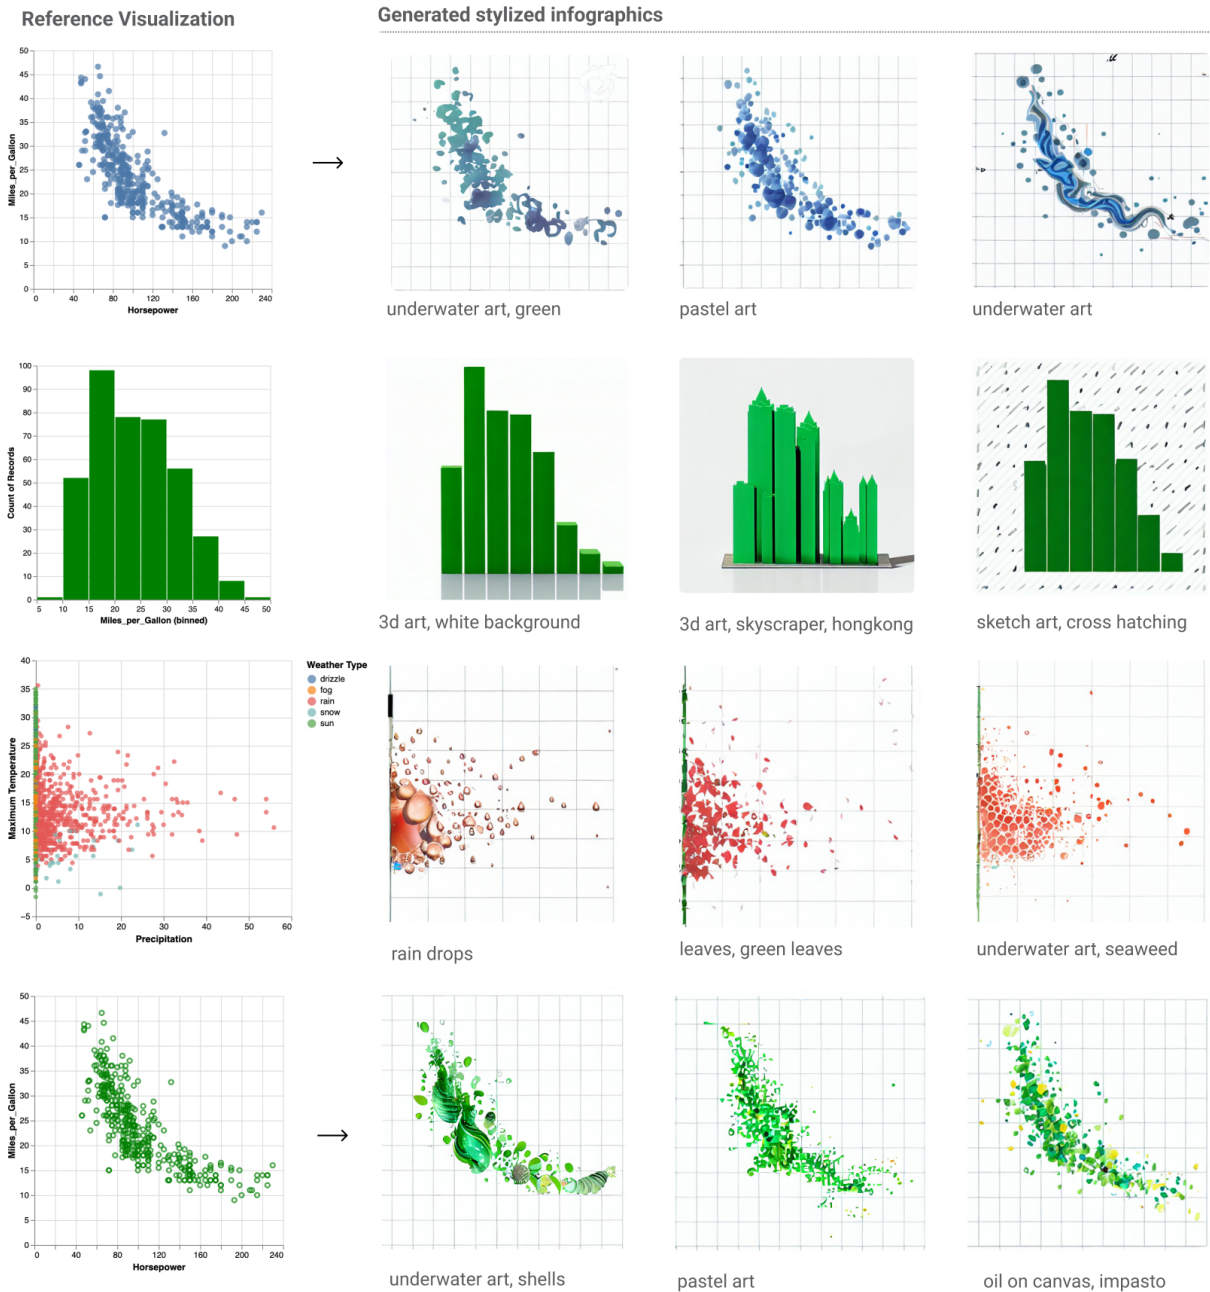 Reference Visualization
Generated stylized infographics
50
45
40
35
30
25
20
15
10
5
0
Miles_per_Gallon
0 40 80 120 160 200 240
Horsepower
underwater art, green
pastel art
underwater art
100
90
80
70
60
50
40
30
20
10
0
Count of Records
5 10 15 20 25 30 35 40 45 50
Miles_per_Gallon (binned)
3d art, white background
3d art, skyscraper, hongkong
sketch art, cross hatching
40
35
30
25
20
15
10
5
0
−5
Maximum Temperature
0 10 20 30 40 50 60
Precipitation
Weather Type
drizzle
fog
rain
snow
sun
rain drops
leaves, green leaves
underwater art, seaweed
50
45
40
35
30
25
20
15
10
5
0
Miles_per_Gallon
0 40 80 120 160 200 240
Horsepower
underwater art, shells
pastel art
oil on canvas, impasto